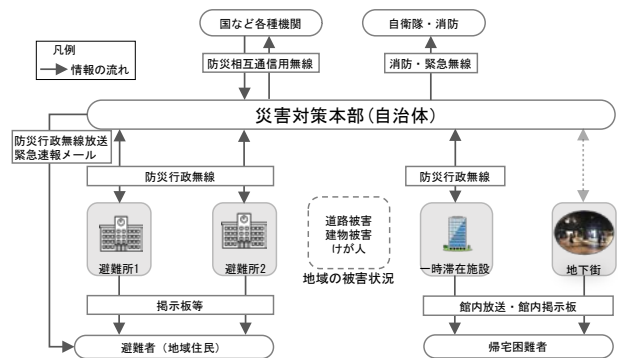 国など各種機関
自衛隊・消防
凡例
情報の流れ
防災相互通信用無線
消防・緊急無線
災害対策本部(自治体)
防災行政無線放送
緊急速報メール
防災行政無線
防災行政無線
道路被害
建物被害
けが人
地域の被害状況
避難所1
避難所2
一時滞在施設
地下街
掲示板等
館内放送・館内掲示板
避難者（地域住民）
帰宅困難者